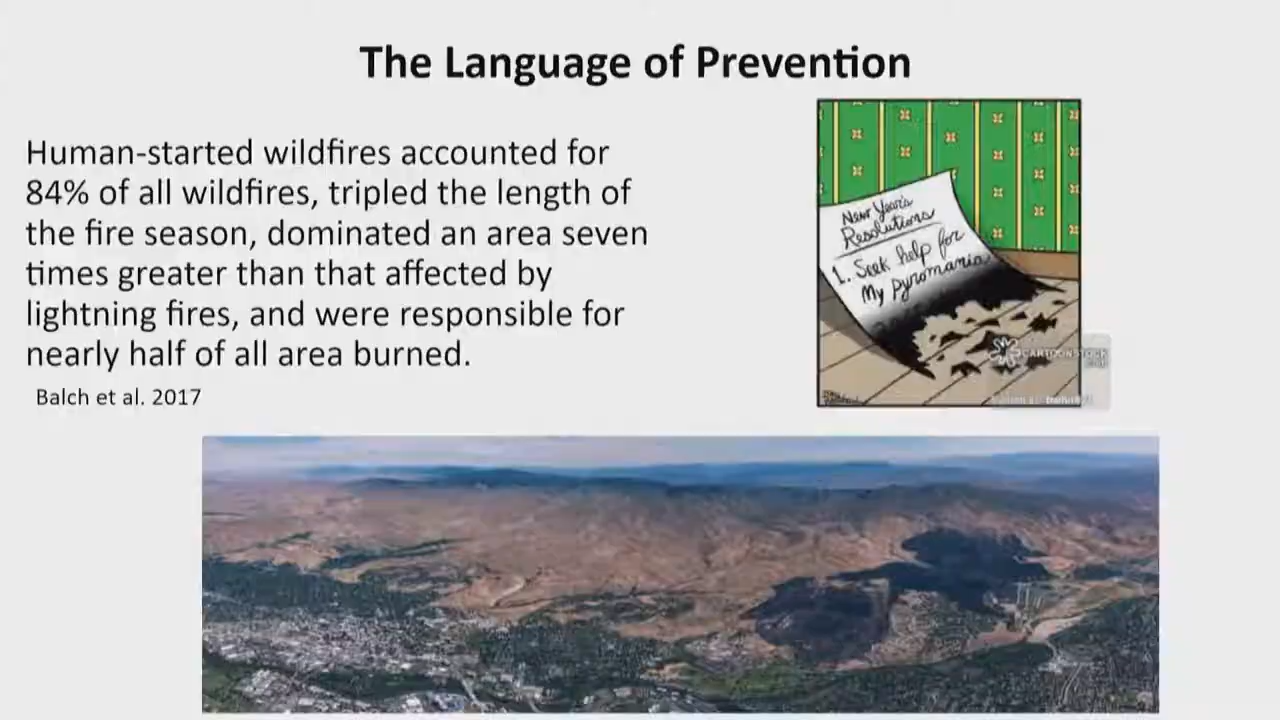 The Language of Prevention
Human-started wildfires accounted for
84% of all wildfires, tripled the length of
the fire season, dominated an area seven
times greater than that affected by
lightning fires, and were responsible for
nearly half of all area burned.
Balch et al. 2017
New Year's
Resolutions
1. Seek help for
My pyromania
CARTOONSTOCK
.com